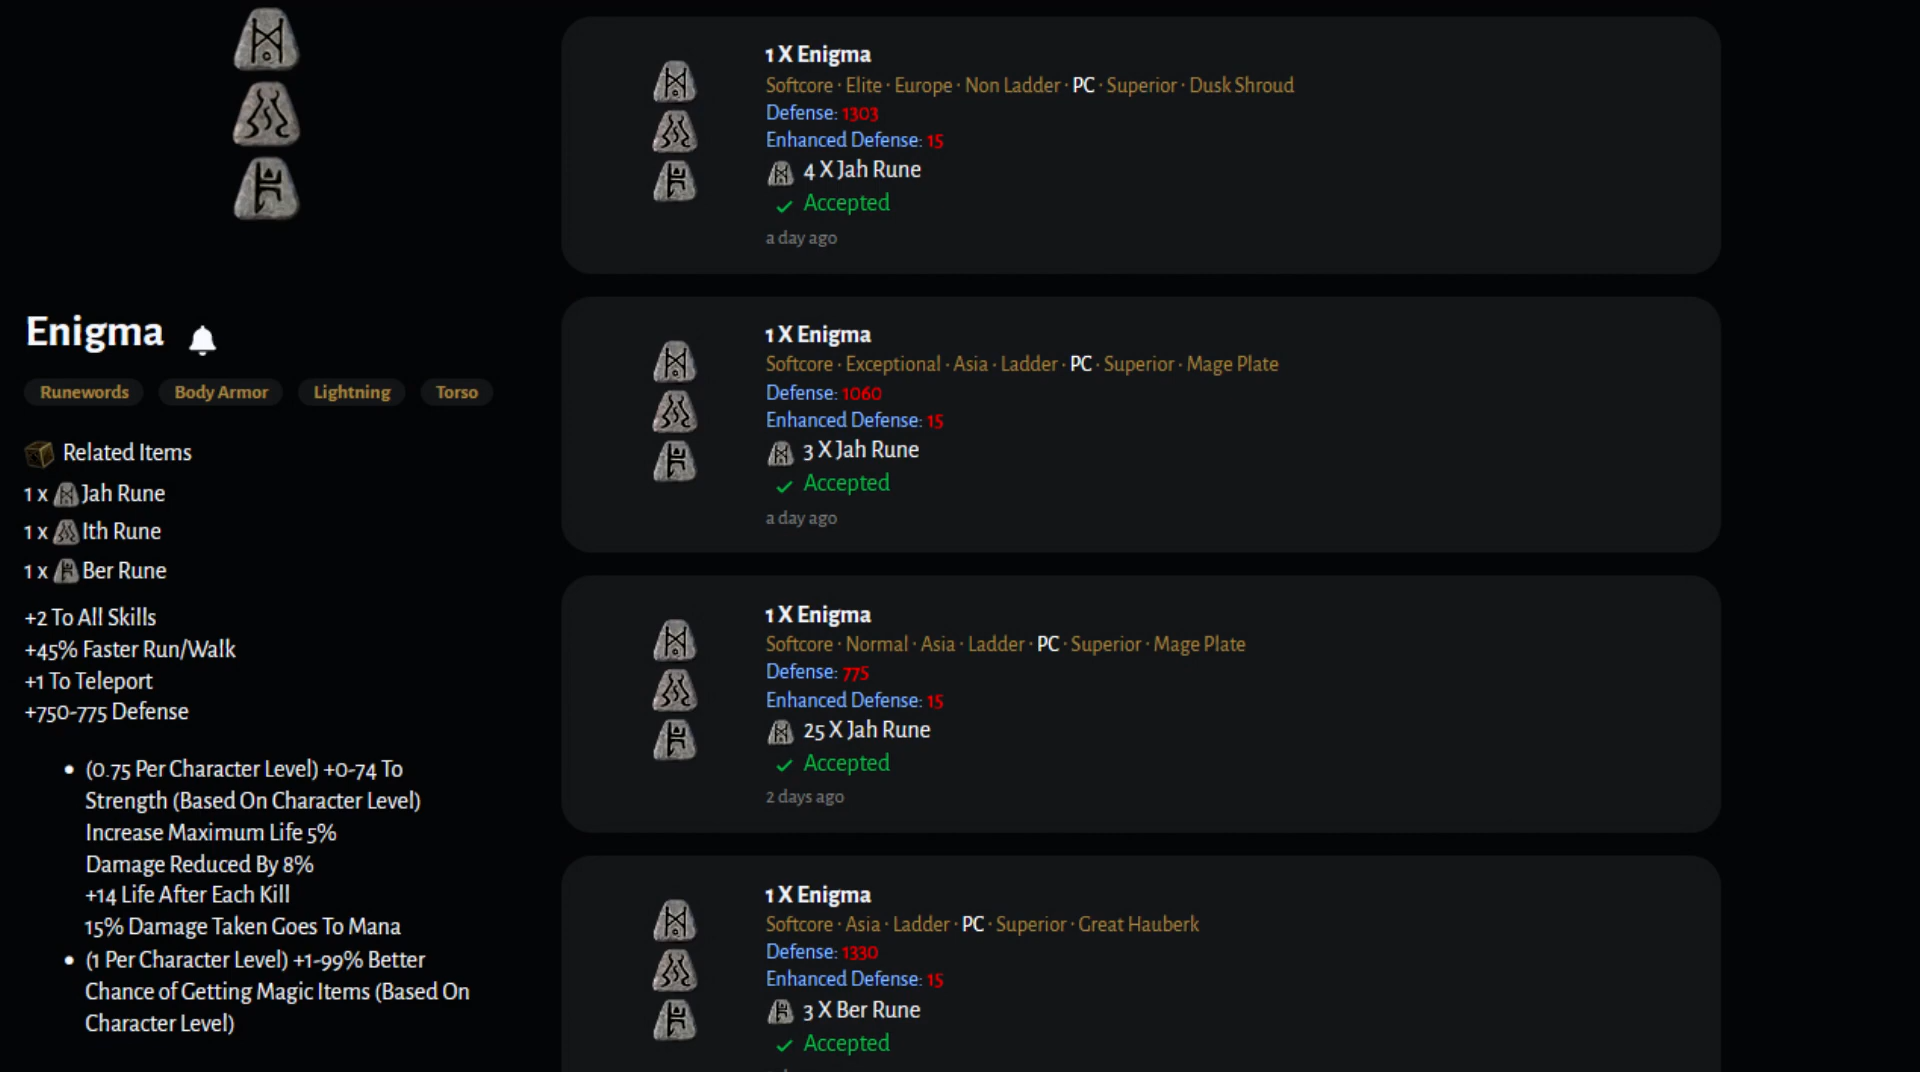 Enigma
Runewords
Body Armor
Lightning
Torso
Related Items
1 x Jah Rune
1 x Ith Rune
1 x Ber Rune
+2 To All Skills
+45% Faster Run/Walk
+1 To Teleport
+750-775 Defense
• (0.75 Per Character Level) +0-74 To
Strength (Based On Character Level)
Increase Maximum Life 5%
Damage Reduced By 8%
+14 Life After Each Kill
15% Damage Taken Goes To Mana
• (1 Per Character Level) +1-99% Better
Chance of Getting Magic Items (Based On
Character Level)
1 X Enigma
Softcore · Elite · Europe · Non Ladder · PC · Superior · Dusk Shroud
Defense: 1303
Enhanced Defense: 15
4 X Jah Rune
Accepted
a day ago
1 X Enigma
Softcore · Exceptional · Asia · Ladder · PC · Superior · Mage Plate
Defense: 1060
Enhanced Defense: 15
3 X Jah Rune
Accepted
a day ago
1 X Enigma
Softcore · Normal · Asia · Ladder · PC · Superior · Mage Plate
Defense: 775
Enhanced Defense: 15
25 X Jah Rune
Accepted
2 days ago
1 X Enigma
Softcore · Asia · Ladder · PC · Superior · Great Hauberk
Defense: 1330
Enhanced Defense: 15
3 X Ber Rune
Accepted